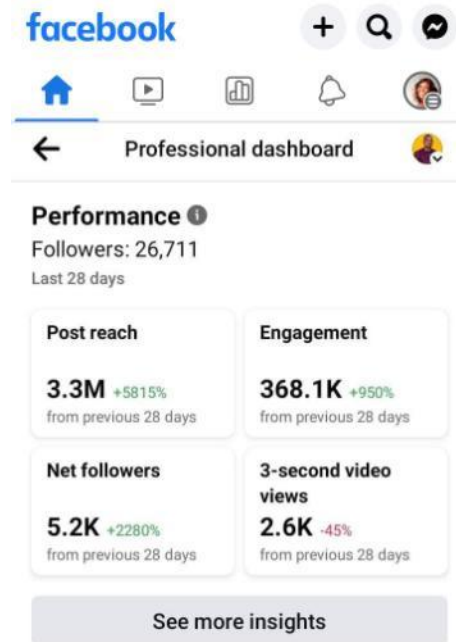 facebook
Professional dashboard
Performance
Followers: 26,711
Last 28 days
Post reach
3.3M +5815%
from previous 28 days
Engagement
368.1K +950%
from previous 28 days
Net followers
5.2K +2280%
from previous 28 days
3-second video
views
2.6K -45%
from previous 28 days
See more insights